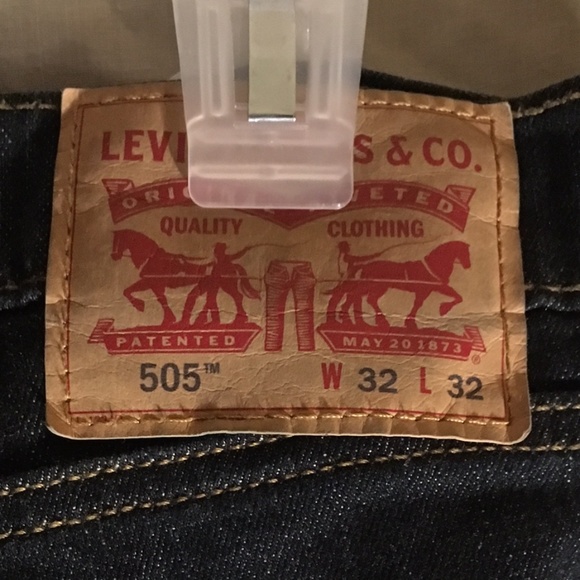 LEVI S & CO.
QUALITY CLOTHING
PATENTED MAY 20 1873 ®
505™ W 32 L 32